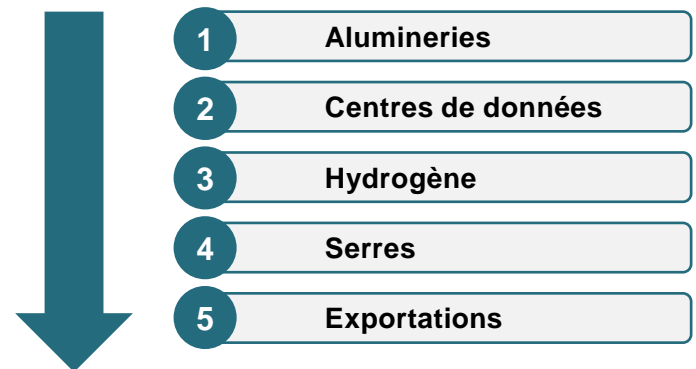 1 Alumineries
2 Centres de données
3 Hydrogène
4 Serres
5 Exportations